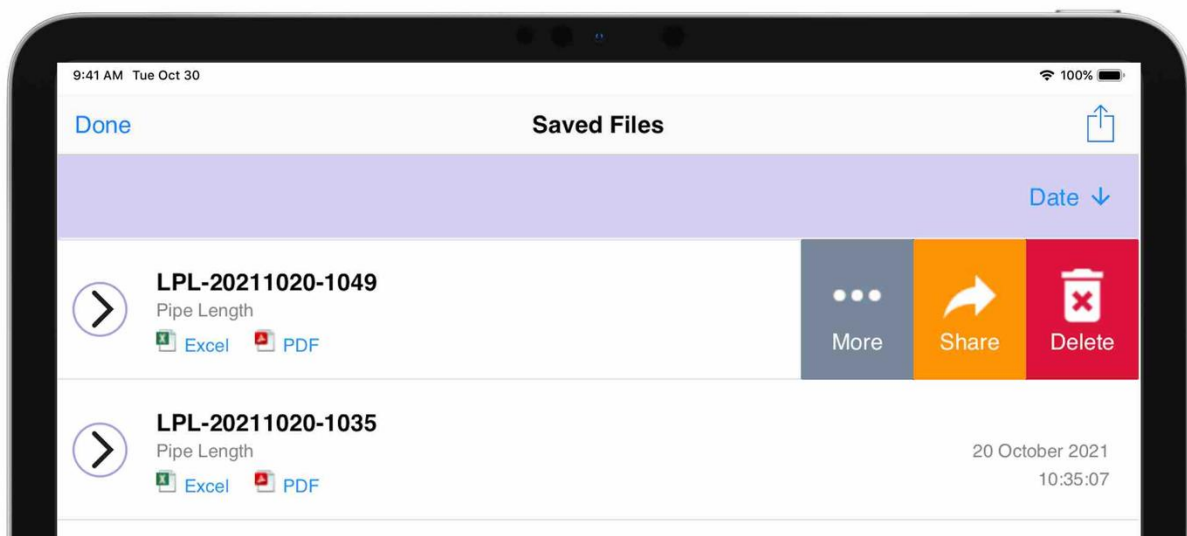 9:41 AM Tue Oct 30 100%
Done Saved Files
Date
LPL-20211020-1049
Pipe Length
Excel PDF
More Share Delete
LPL-20211020-1035
Pipe Length
Excel PDF
20 October 2021
10:35:07